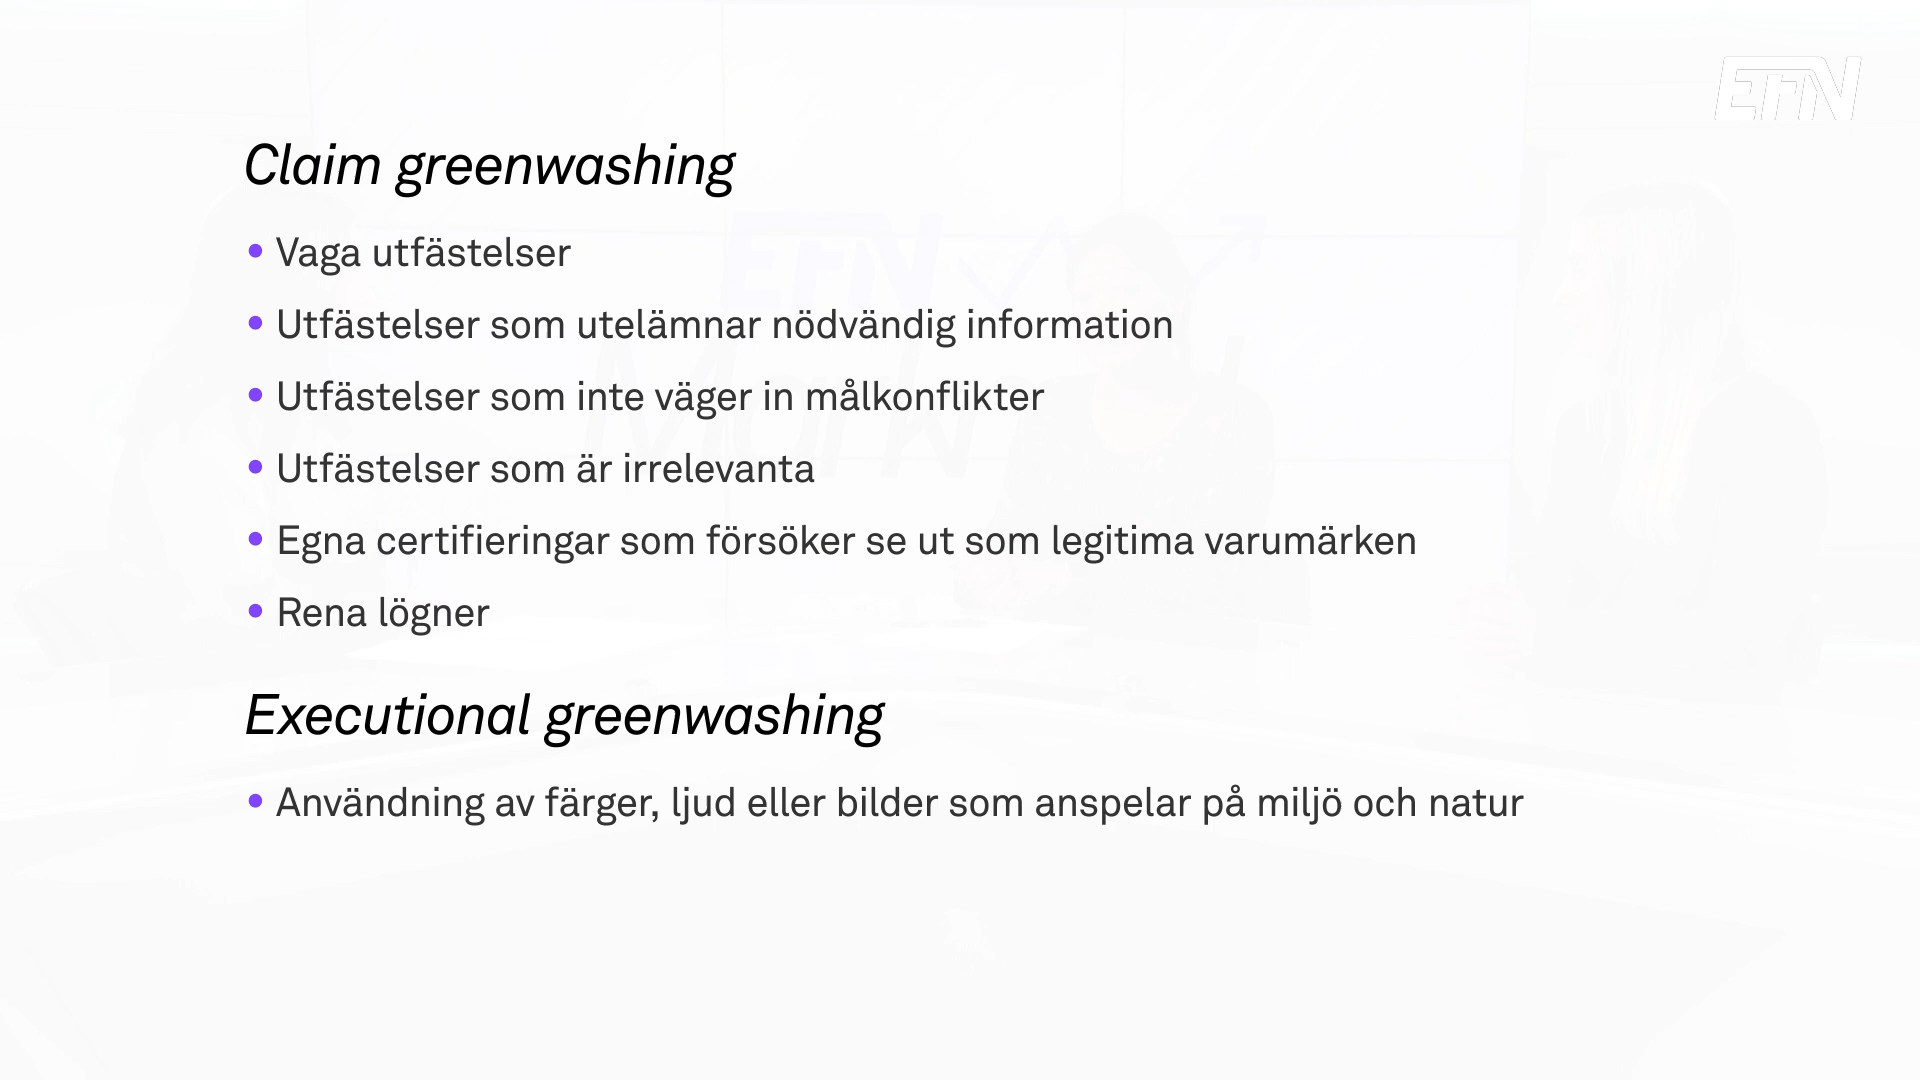 EFN
Claim greenwashing
• Vaga utfästelser
• Utfästelser som utelämnar nödvändig information
• Utfästelser som inte väger in målkonflikter
• Utfästelser som är irrelevanta
• Egna certifieringar som försöker se ut som legitima varumärken
• Rena lögner
Executional greenwashing
• Användning av färger, ljud eller bilder som anspelar på miljö och natur